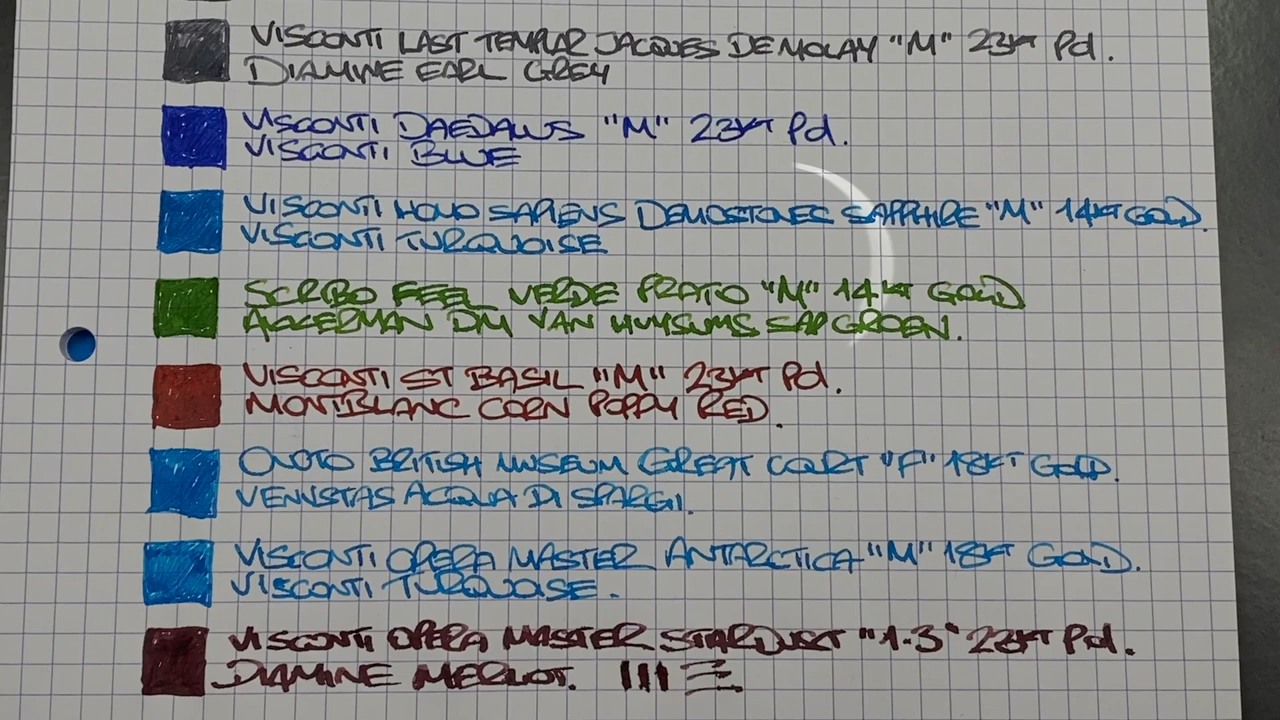 VISCONTI LAST TEMPLAR JACQUES DE MOLAY "M" 23KT Pd.
DIAMINE EARL GREY
VISCONTI DAEDALUS "M" 23KT Pd.
VISCONTI BLUE
VISCONTI HOMO SAPIENS DEMOSTONES SAPPHIRE "M" 14KT GOLD.
VISCONTI TURQUOISE
SCRIBO FEEL VERDE PRATO "M" 14KT GOLD
AKKERMAN DM VAN HUYSUMS SAP GROEN.
VISCONTI ST BASIL "M" 23KT Pd.
MONTBLANC CORN POPPY RED.
ONOTO BRITISH MUSEUM GREAT COURT "F" 18KT GOLD.
VENUSTAS ACQUA DI SPARGI.
VISCONTI OPERA MASTER ANTARCTICA "M" 18KT GOLD.
VISCONTI TURQUOISE.
VISCONTI OPERA MASTER STARDUST "1.3" 23KT Pd.
DIAMINE MERLOT.